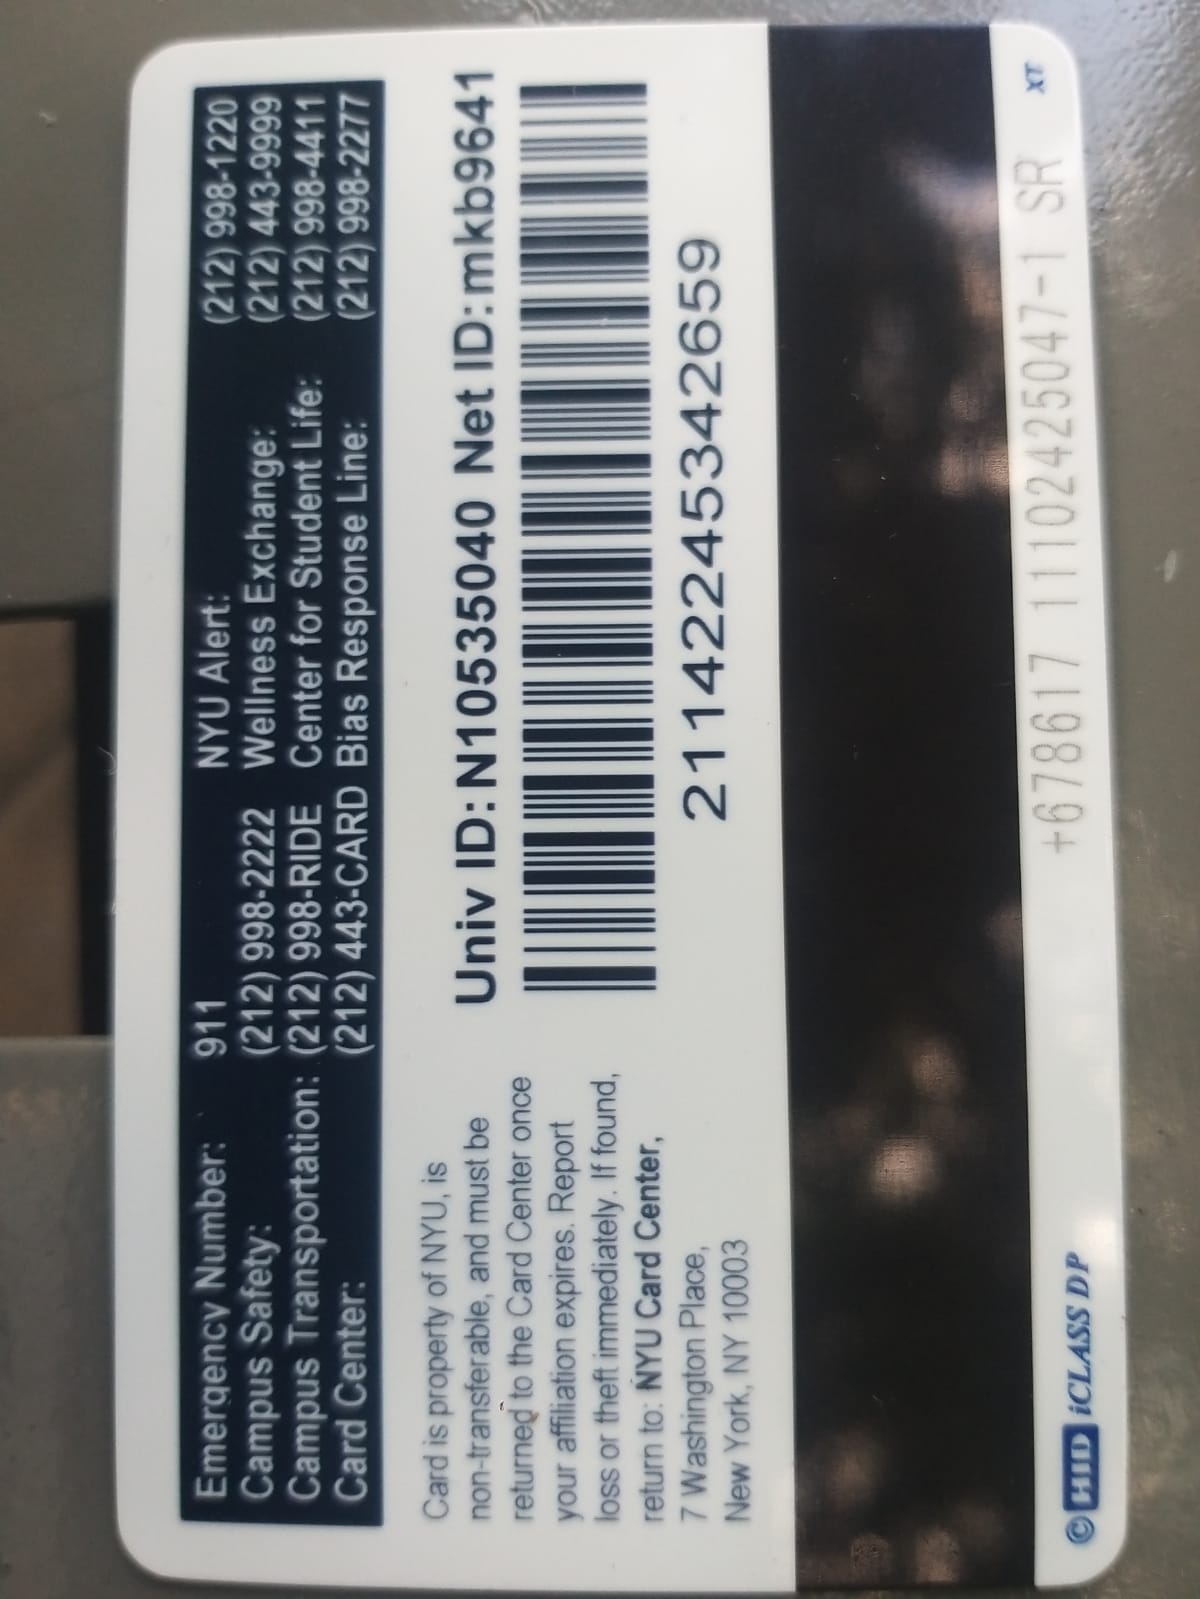 Emergency Number: 911 NYU Alert: (212) 998-1220
Campus Safety: (212) 998-2222 Wellness Exchange: (212) 443-9999
Campus Transportation: (212) 998-RIDE Center for Student Life: (212) 998-4411
Card Center: (212) 443-CARD Bias Response Line: (212) 998-2277
Card is property of NYU, is
non-transferable, and must be
returned to the Card Center once
your affiliation expires. Report
loss or theft immediately. If found,
return to: NYU Card Center,
7 Washington Place,
New York, NY 10003
Univ ID:N10535040 Net ID:mkb9641
21142245342659
© HID iCLASS DP
+678617 11102425047-1 SR
XT